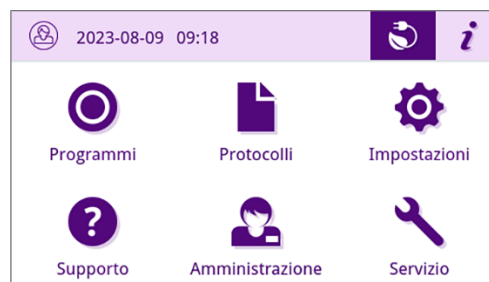 2023-08-09 09:18 i
Programmi Protocolli Impostazioni
?
Supporto Amministrazione Servizio